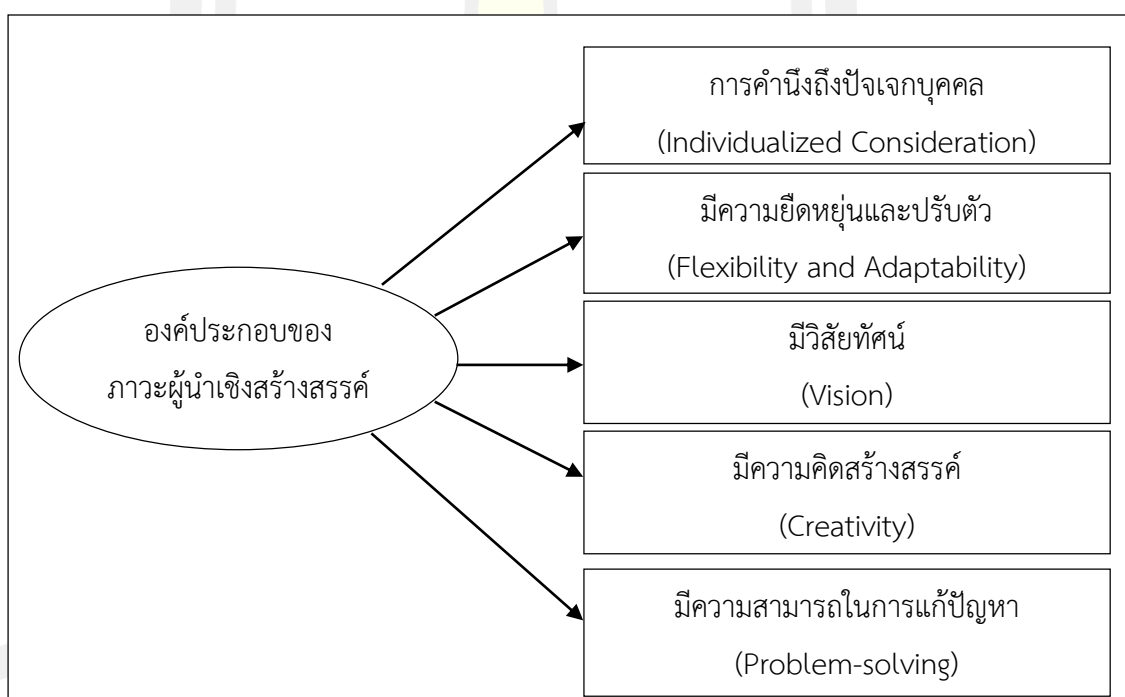 การคำนึงถึงปัจเจกบุคคล
(Individualized Consideration)
มีความยืดหยุ่นและปรับตัว
(Flexibility and Adaptability)
องค์ประกอบของ
ภาวะผู้นำเชิงสร้างสรรค์
มีวิสัยทัศน์
(Vision)
มีความคิดสร้างสรรค์
(Creativity)
มีความสามารถในการแก้ปัญหา
(Problem-solving)